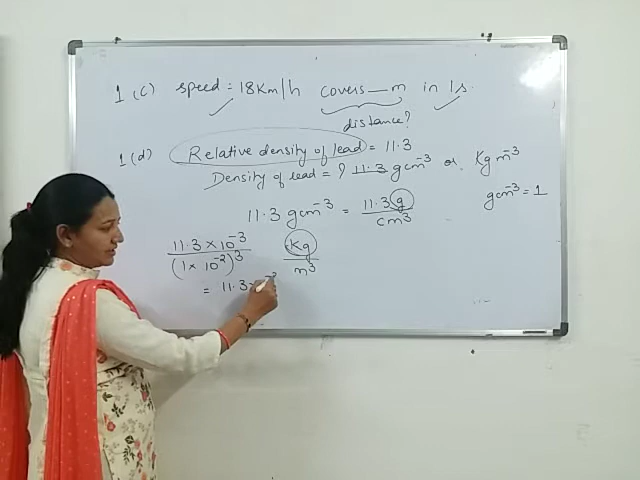 1 (c) speed = 18 Km/h covers — m in 1s.
distance?
1 (d) Relative density of lead = 11.3
Density of lead = ? 11.3 gcm⁻³ or Kg m⁻³
gcm⁻³ = 1
11.3 gcm⁻³ = 11.3 g / cm³
11.3 × 10⁻³ / (1 × 10⁻²)³ Kg / m³
= 11.3